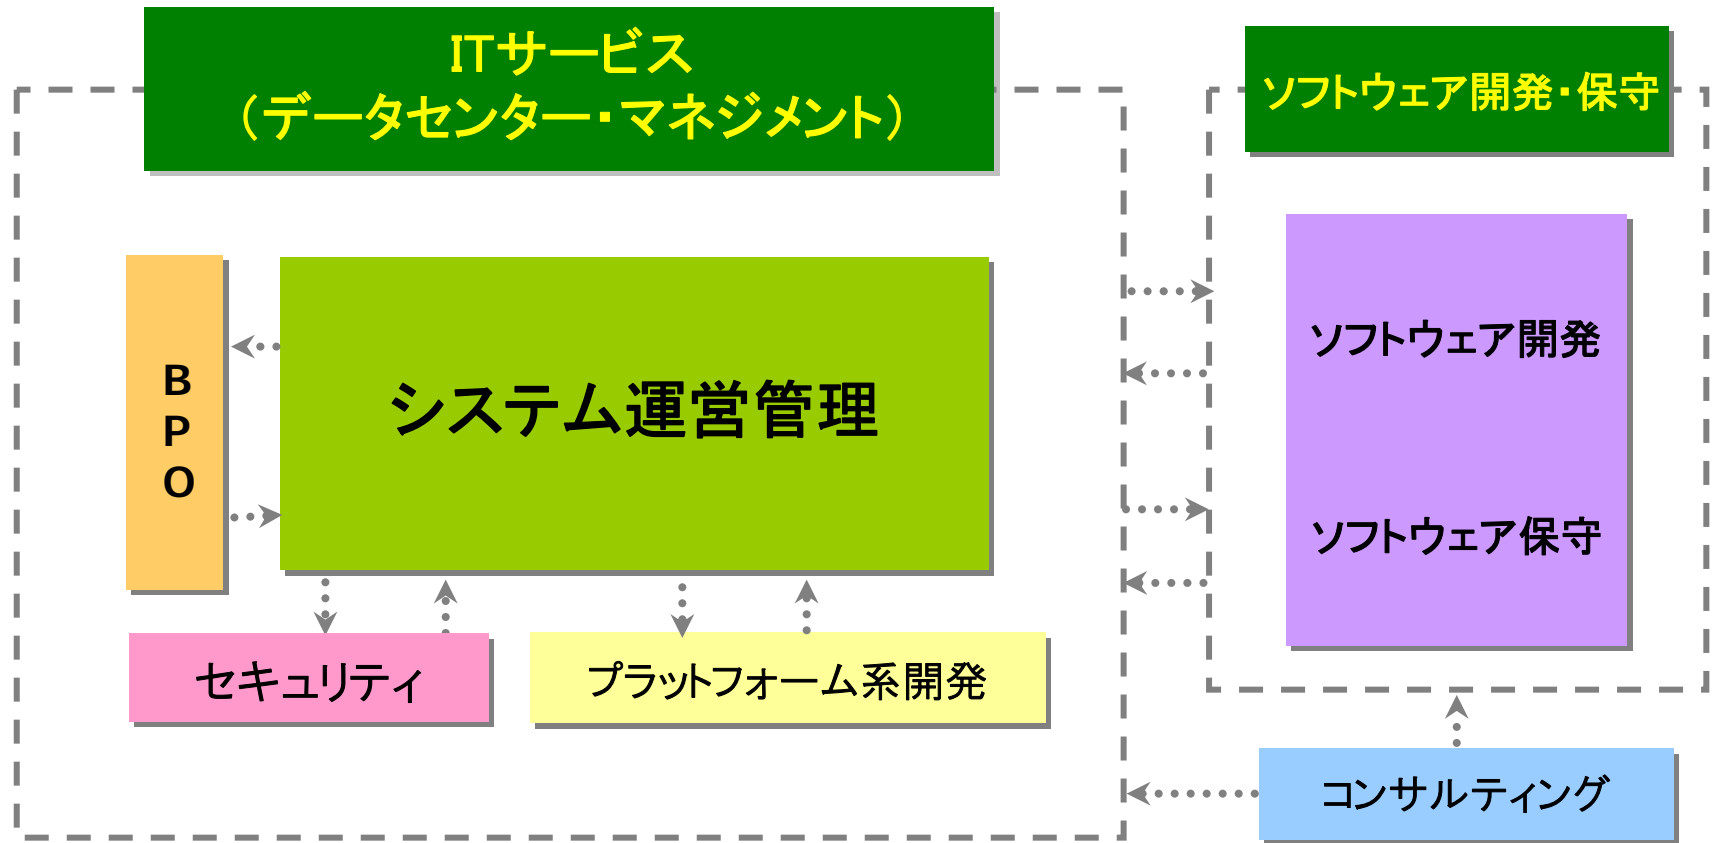 ITサービス
（データセンター・マネジメント）
ソフトウェア開発・保守
B
P
O
システム運営管理
ソフトウェア開発
ソフトウェア保守
セキュリティ
プラットフォーム系開発
コンサルティング